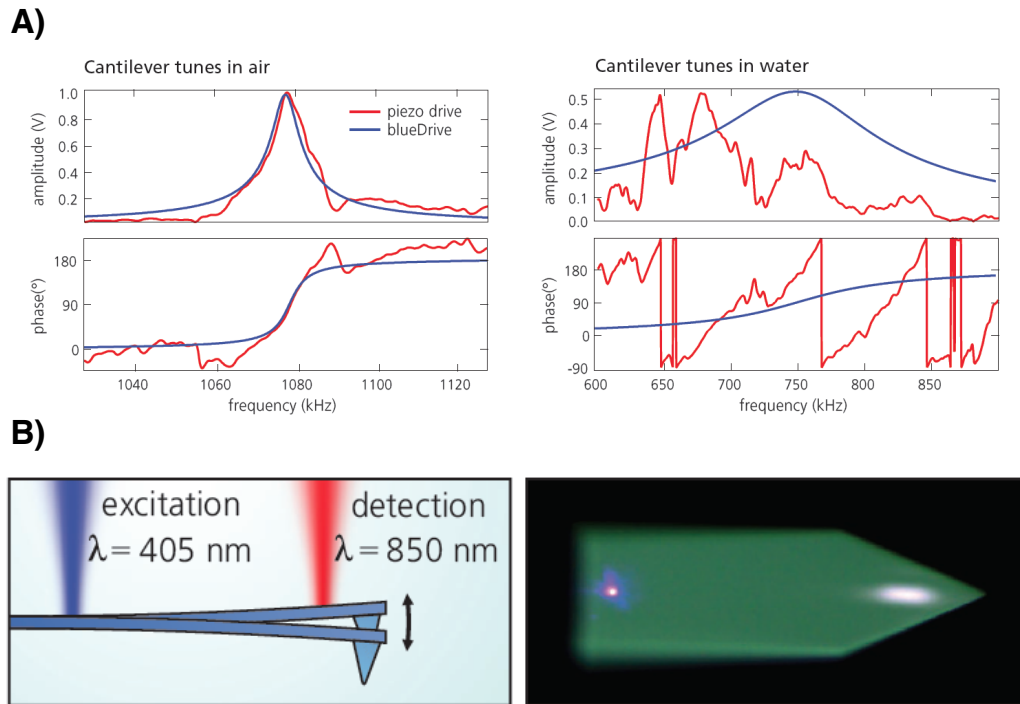 A)
Cantilever tunes in air
amplitude (V)
1.0
0.8
0.6
0.4
0.2
piezo drive
blueDrive
phase(°)
180
90
0
1040
1060
1080
1100
1120
frequency (kHz)
Cantilever tunes in water
amplitude (V)
0.5
0.4
0.3
0.2
0.1
0.0
phase(°)
180
90
0
-90
600
650
700
750
800
850
frequency (kHz)
B)
excitation
λ= 405 nm
detection
λ= 850 nm